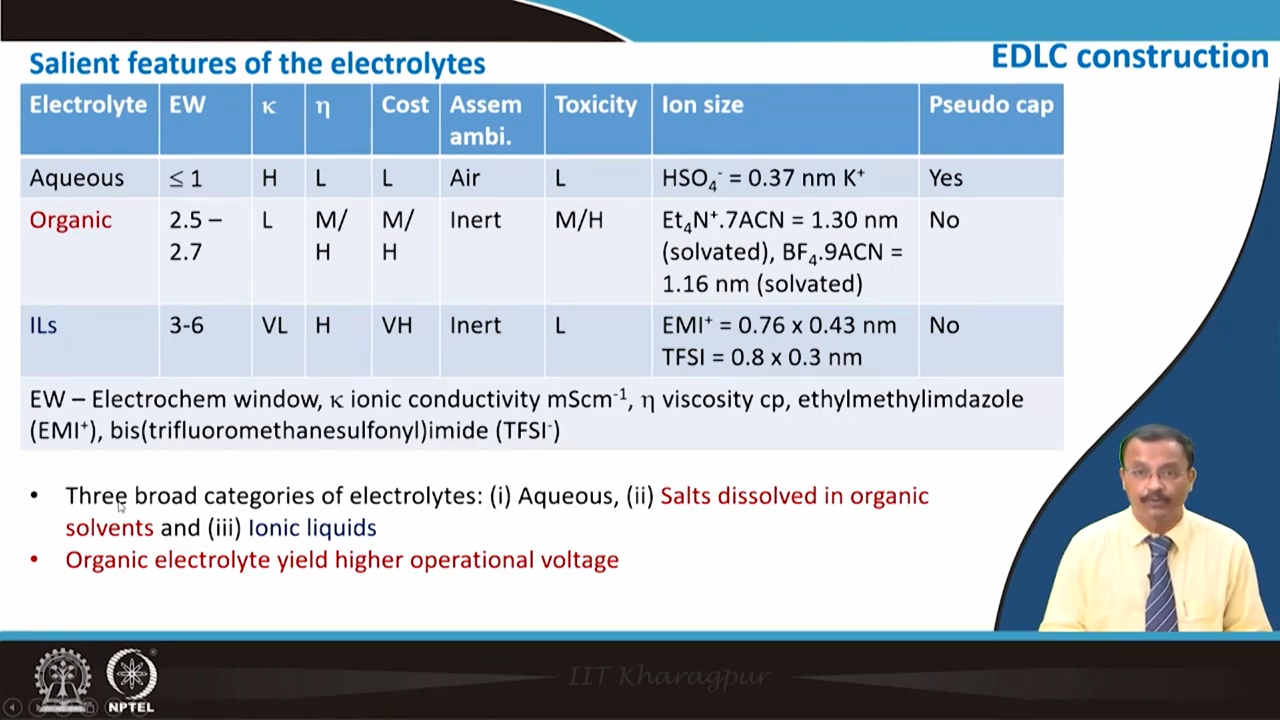 EDLC construction
Salient features of the electrolytes
Electrolyte EW κ η Cost Assem ambi. Toxicity Ion size Pseudo cap
Aqueous ≤ 1 H L L Air L HSO₄⁻ = 0.37 nm K⁺ Yes
Organic 2.5 – 2.7 L M/ H M/ H Inert M/H Et₄N⁺.7ACN = 1.30 nm (solvated), BF₄.9ACN = 1.16 nm (solvated) No
ILs 3-6 VL H VH Inert L EMI⁺ = 0.76 x 0.43 nm TFSI = 0.8 x 0.3 nm No
EW – Electrochem window, κ ionic conductivity mScm⁻¹, η viscosity cp, ethylmethylimdazole
(EMI⁺), bis(trifluoromethanesulfonyl)imide (TFSI⁻)
• Three broad categories of electrolytes: (i) Aqueous, (ii) Salts dissolved in organic
solvents and (iii) Ionic liquids
• Organic electrolyte yield higher operational voltage
IIT Kharagpur
NPTEL